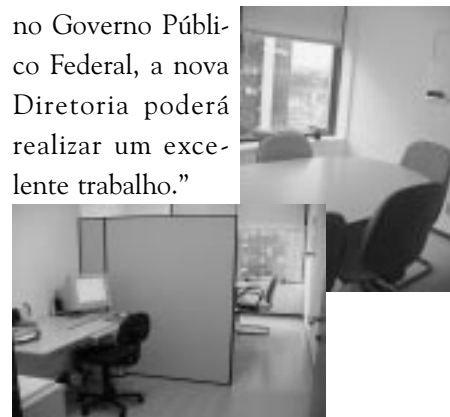 no Governo Públi-
co Federal, a nova
Diretoria poderá
realizar um exce-
lente trabalho.”